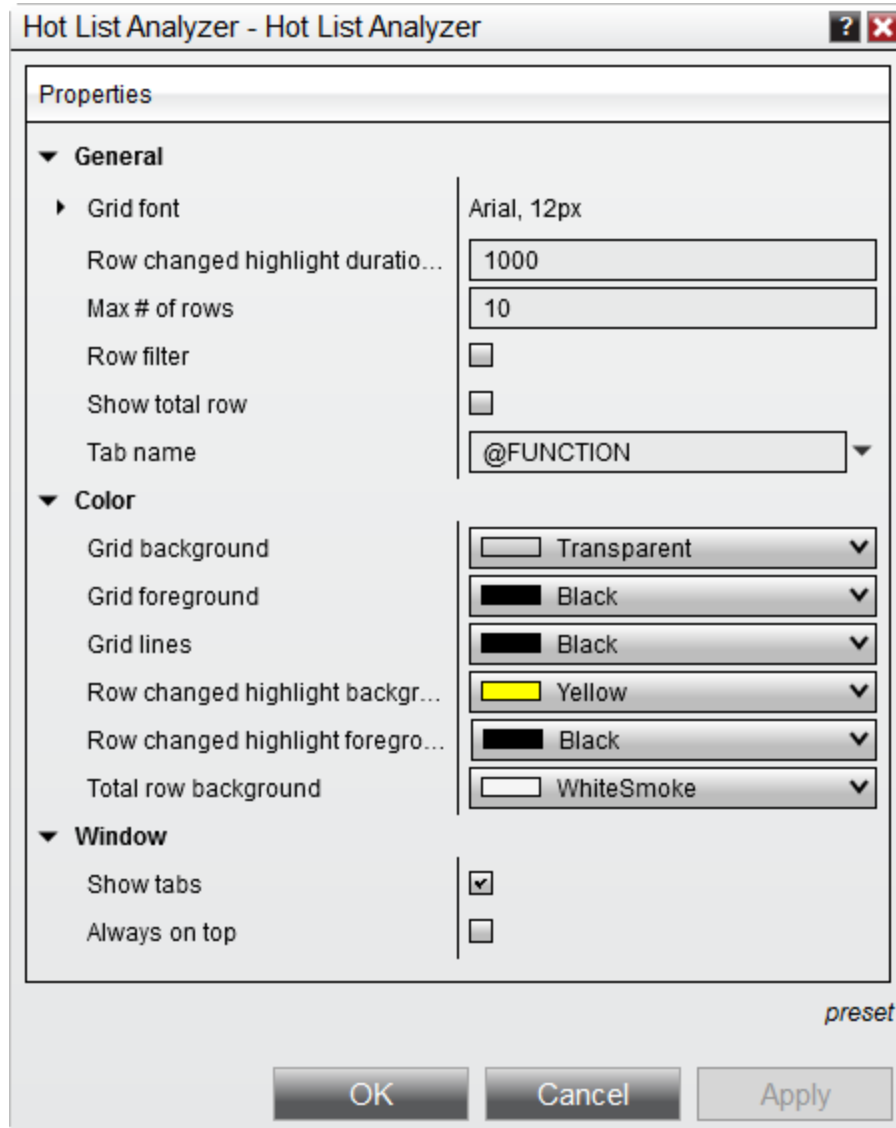 Hot List Analyzer - Hot List Analyzer ?
Properties
General
Grid font Arial, 12px
Row changed highlight duratio... 1000
Max # of rows 10
Row filter
Show total row
Tab name @FUNCTION
Color
Grid background Transparent
Grid foreground Black
Grid lines Black
Row changed highlight backgr... Yellow
Row changed highlight foregro... Black
Total row background WhiteSmoke
Window
Show tabs
Always on top
preset
OK Cancel Apply